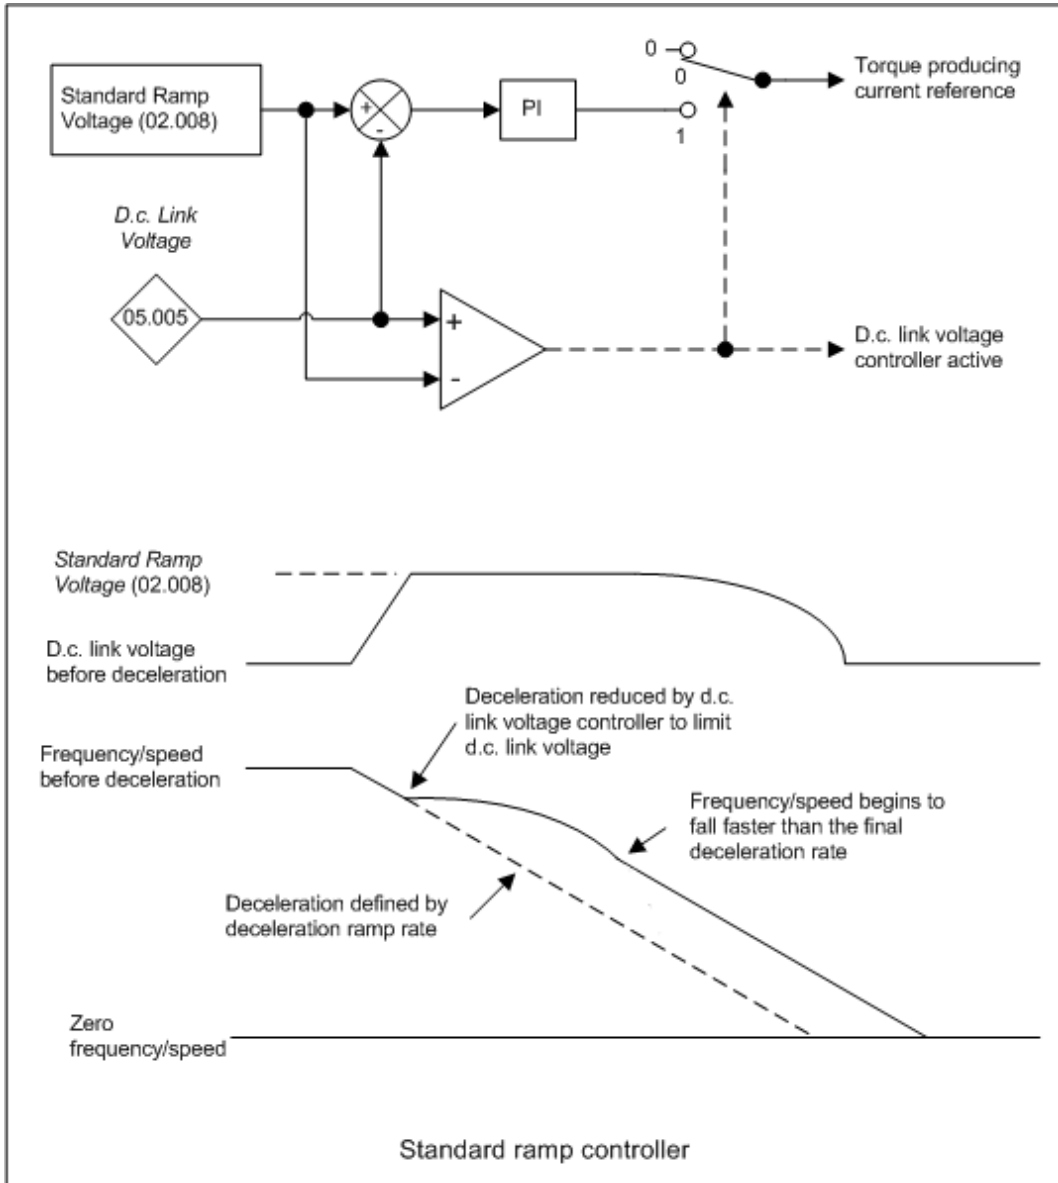 Standard Ramp
Voltage (02.008)
+
-
PI
0
0
1
Torque producing
current reference
D.c. Link
Voltage
05.005
+
-
D.c. link voltage
controller active
Standard Ramp
Voltage (02.008)
D.c. link voltage
before deceleration
Deceleration reduced by d.c.
link voltage controller to limit
d.c. link voltage
Frequency/speed
before deceleration
Frequency/speed begins to
fall faster than the final
deceleration rate
Deceleration defined by
deceleration ramp rate
Zero
frequency/speed
Standard ramp controller